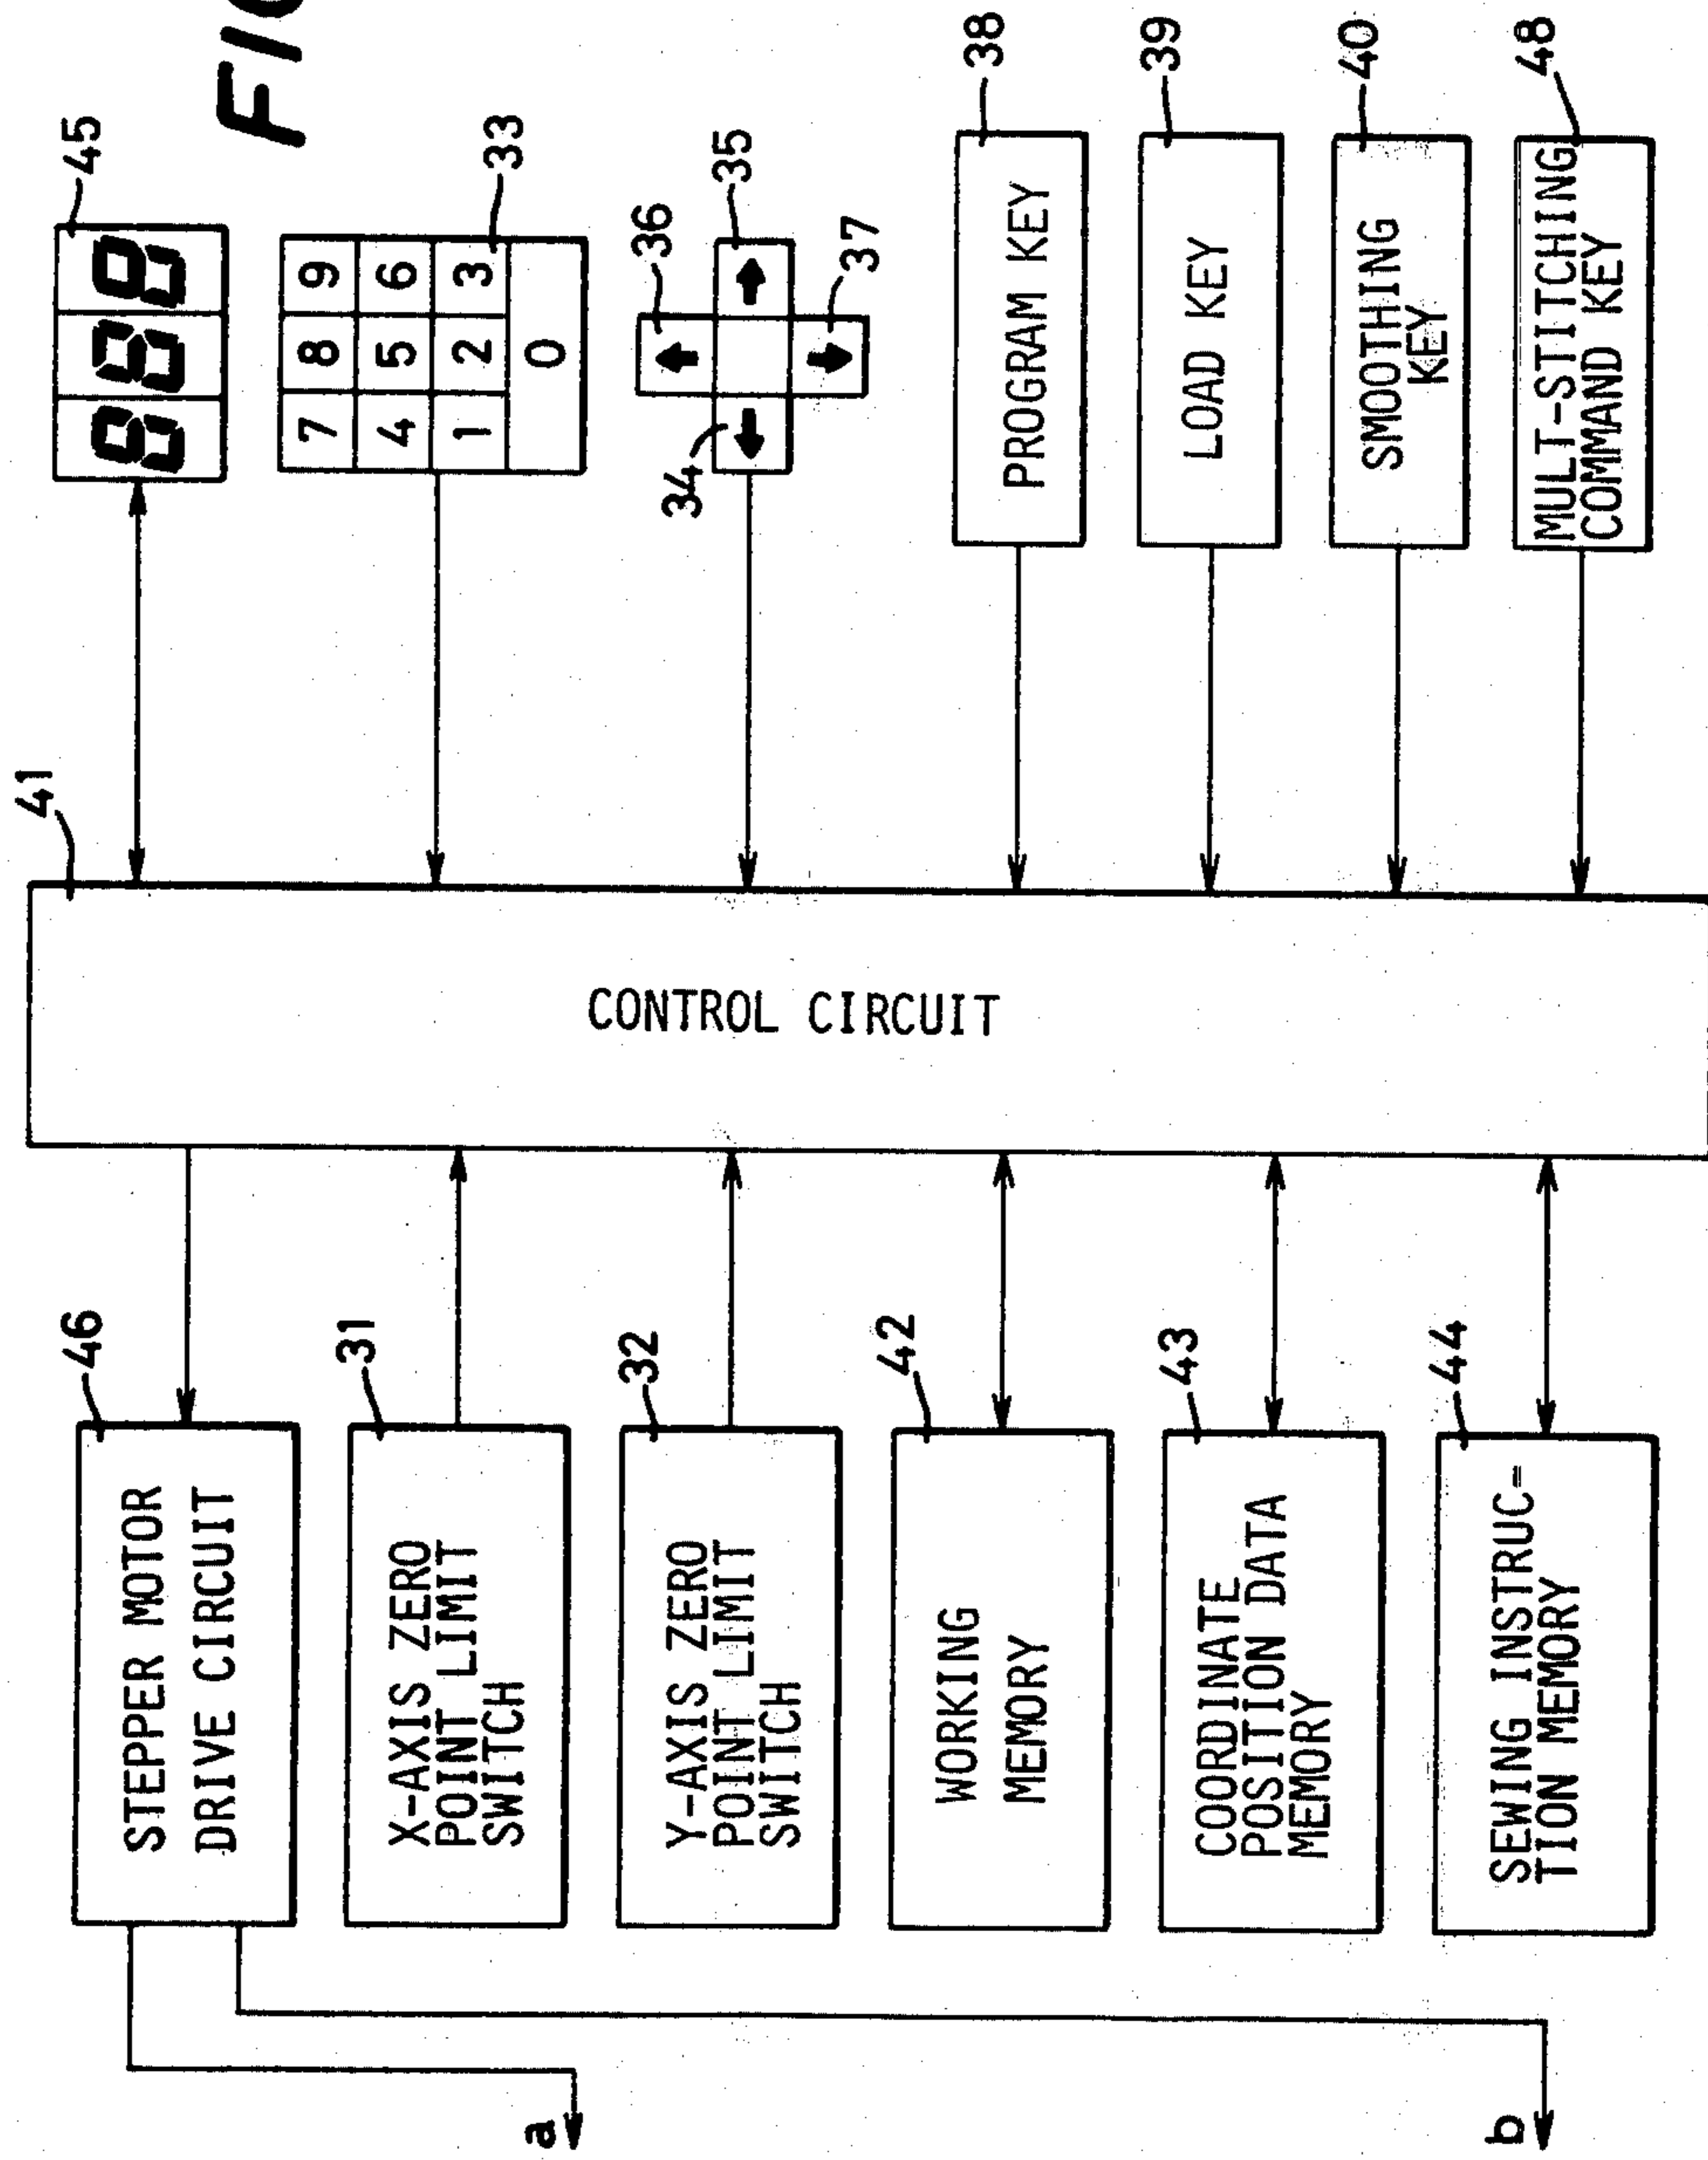 FIG
45
33
7 8 9
4 5 6
1 2 3
0
36
35
34
37
38
PROGRAM KEY
39
LOAD KEY
40
SMOOTHING
KEY
48
MULT-STITCHING
COMMAND KEY
41
CONTROL CIRCUIT
46
STEPPER MOTOR
DRIVE CIRCUIT
31
X-AXIS ZERO
POINT LIMIT
SWITCH
32
Y-AXIS ZERO
POINT LIMIT
SWITCH
42
WORKING
MEMORY
43
COORDINATE
POSITION DATA
MEMORY
44
SEWING INSTRUC=
TION MEMORY
a
b